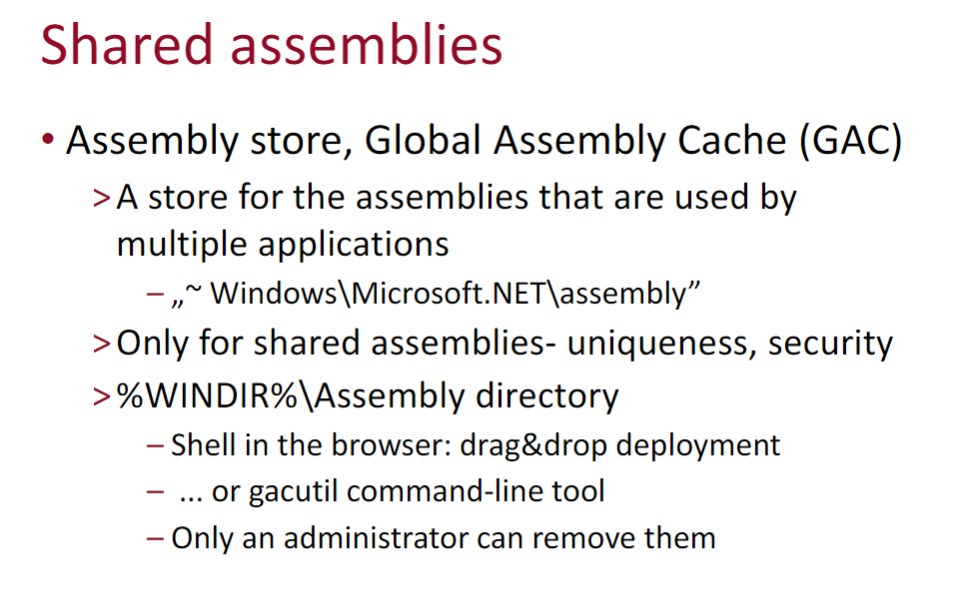 Shared assemblies
• Assembly store, Global Assembly Cache (GAC)
>A store for the assemblies that are used by
multiple applications
– „~ Windows\Microsoft.NET\assembly”
>Only for shared assemblies- uniqueness, security
>%WINDIR%\Assembly directory
– Shell in the browser: drag&drop deployment
– ... or gacutil command-line tool
– Only an administrator can remove them